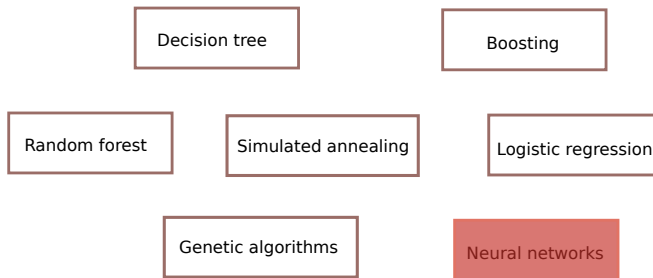 Decision tree
Boosting
Random forest
Simulated annealing
Logistic regression
Genetic algorithms
Neural networks